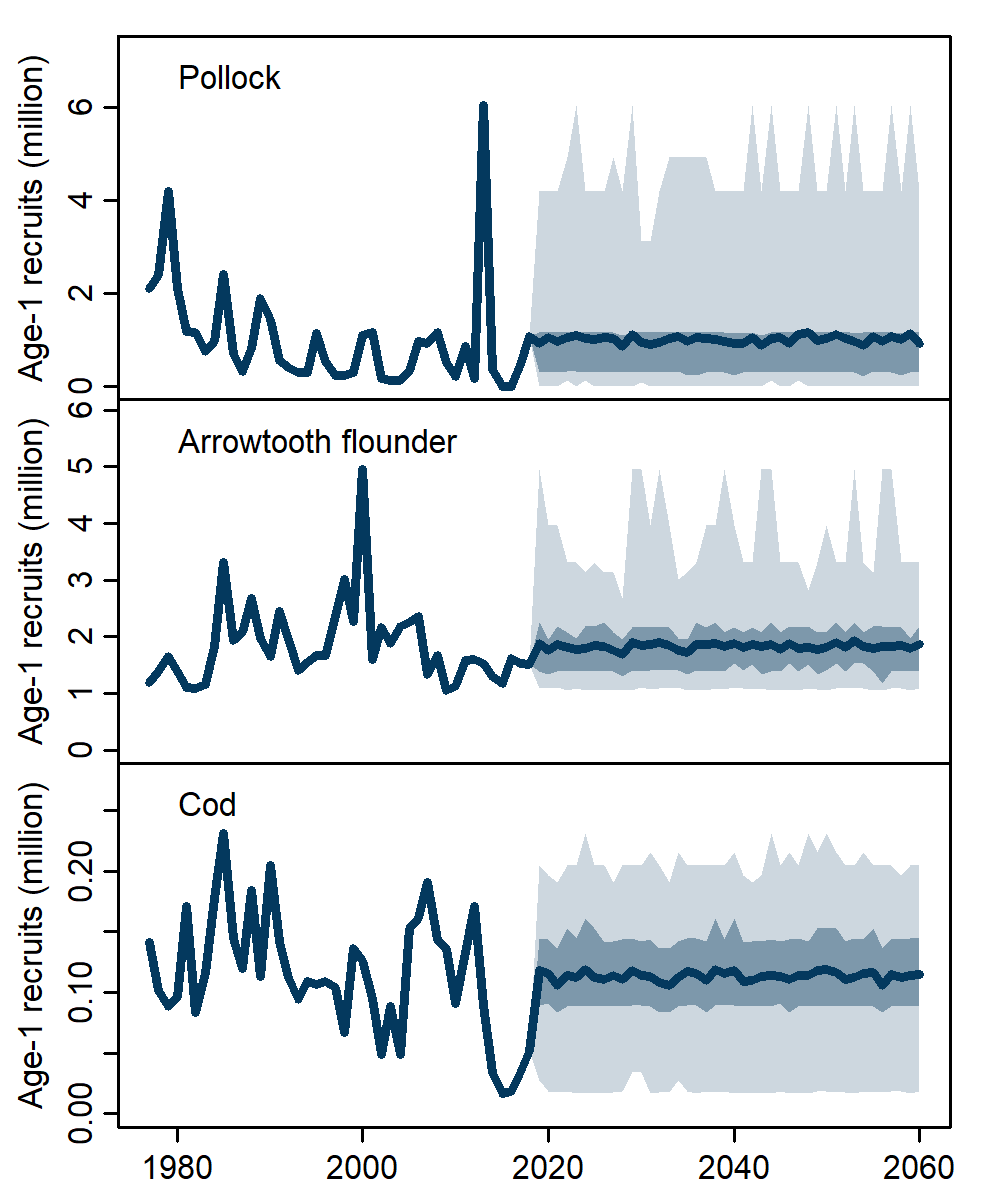 Pollock
Age-1 recruits (million)
6
4
2
0
Arrowtooth flounder
Age-1 recruits (million)
6
5
4
3
2
1
0
Cod
Age-1 recruits (million)
0.20
0.10
0.00
1980 2000 2020 2040 2060